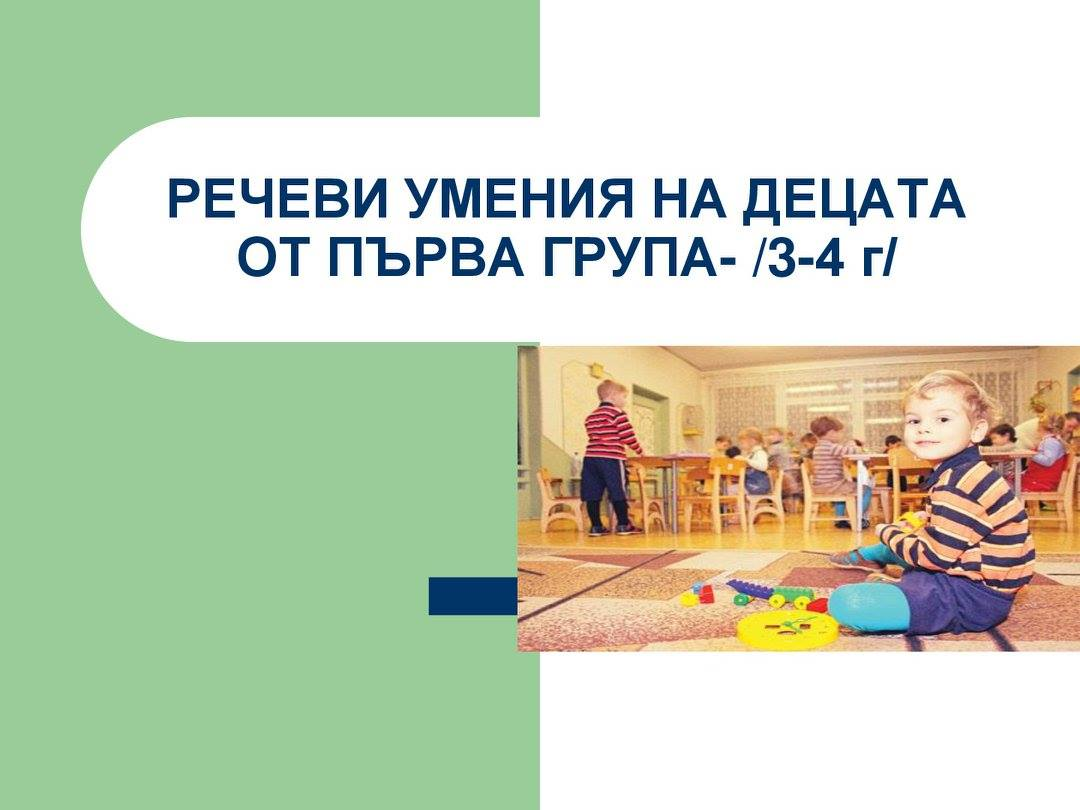 РЕЧЕВИ УМЕНИЯ НА ДЕЦАТА
ОТ ПЪРВА ГРУПА- /3-4 г/